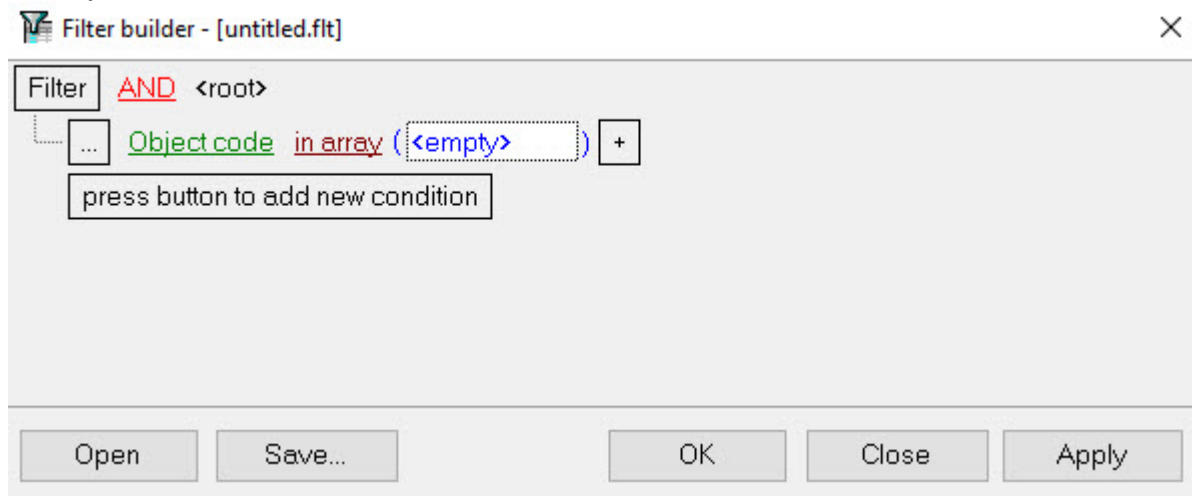 Filter builder - [untitled.flt]
Filter AND <root>
... Object code in array ( <empty> ) +
press button to add new condition
Open Save... OK Close Apply